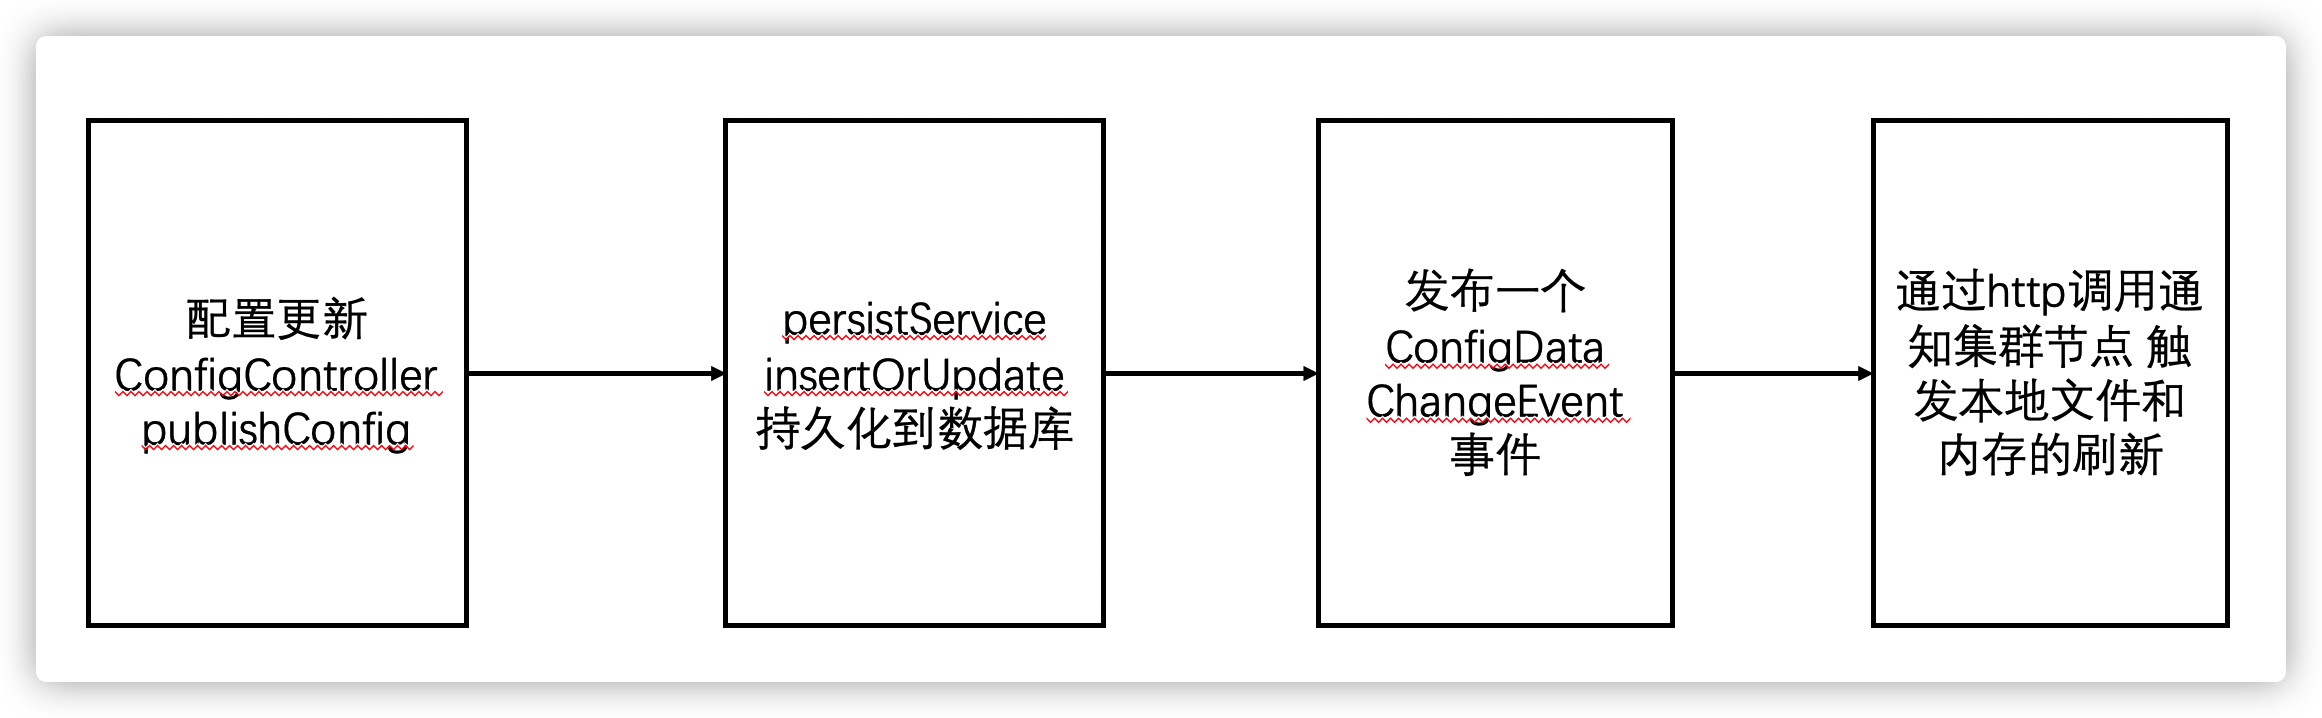 配置更新
ConfigController
publishConfig
persistService
insertOrUpdate
持久化到数据库
发布一个
ConfigData
ChangeEvent
事件
通过http调用通
知集群节点 触
发本地文件和
内存的刷新